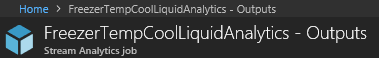 Home > FreezerTempCoolLiquidAnalytics - Outputs
FreezerTempCoolLiquidAnalytics - Outputs
Stream Analytics job